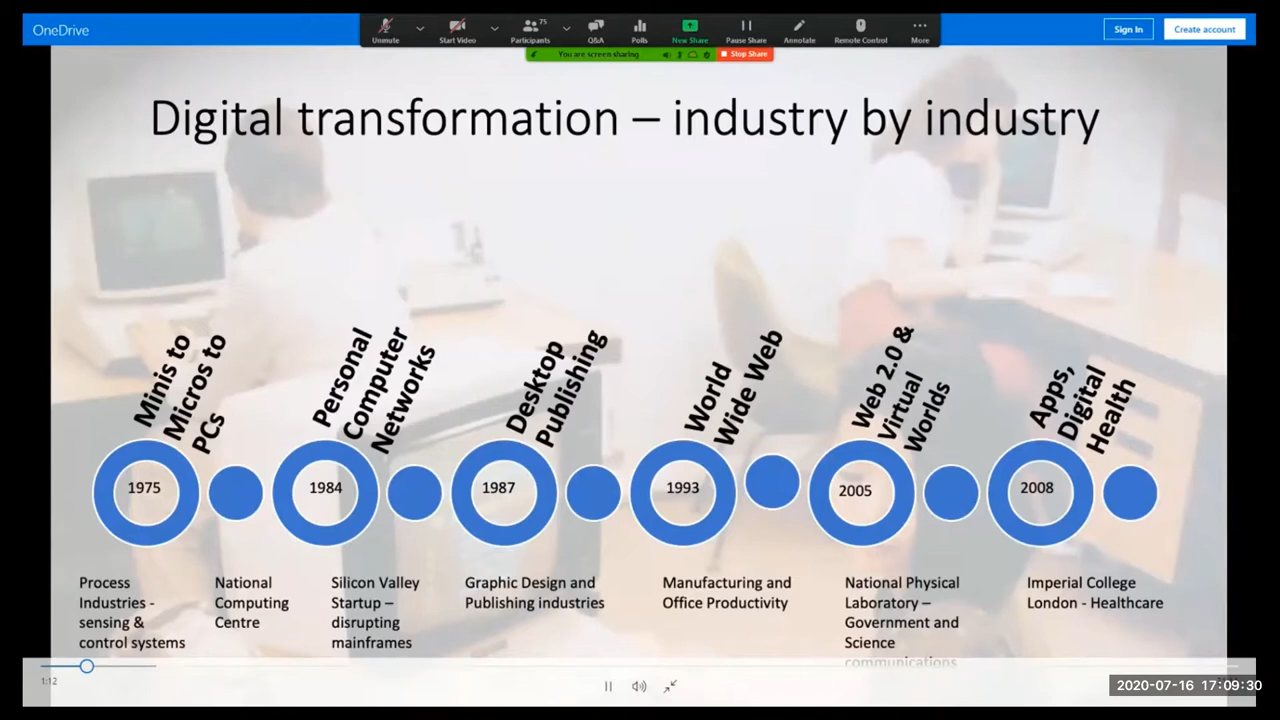 OneDrive
75
Unmute
Start Video
Participants
Q&A
Polls
New Share
Pause Share
Annotate
Remote Control
More
Sign In
Create account
You are screen sharing
Stop Share
Digital transformation – industry by industry
Minis to
Micros to
PCs
Personal
Computer
Networks
Desktop
Publishing
World
Wide Web
Web 2.0 &
Virtual
Worlds
Apps,
Digital
Health
1975
1984
1987
1993
2005
2008
Process
Industries -
sensing &
control systems
National
Computing
Centre
Silicon Valley
Startup –
disrupting
mainframes
Graphic Design and
Publishing industries
Manufacturing and
Office Productivity
National Physical
Laboratory –
Government and
Science
communications
Imperial College
London - Healthcare
1:12
2020-07-16 17:09:30